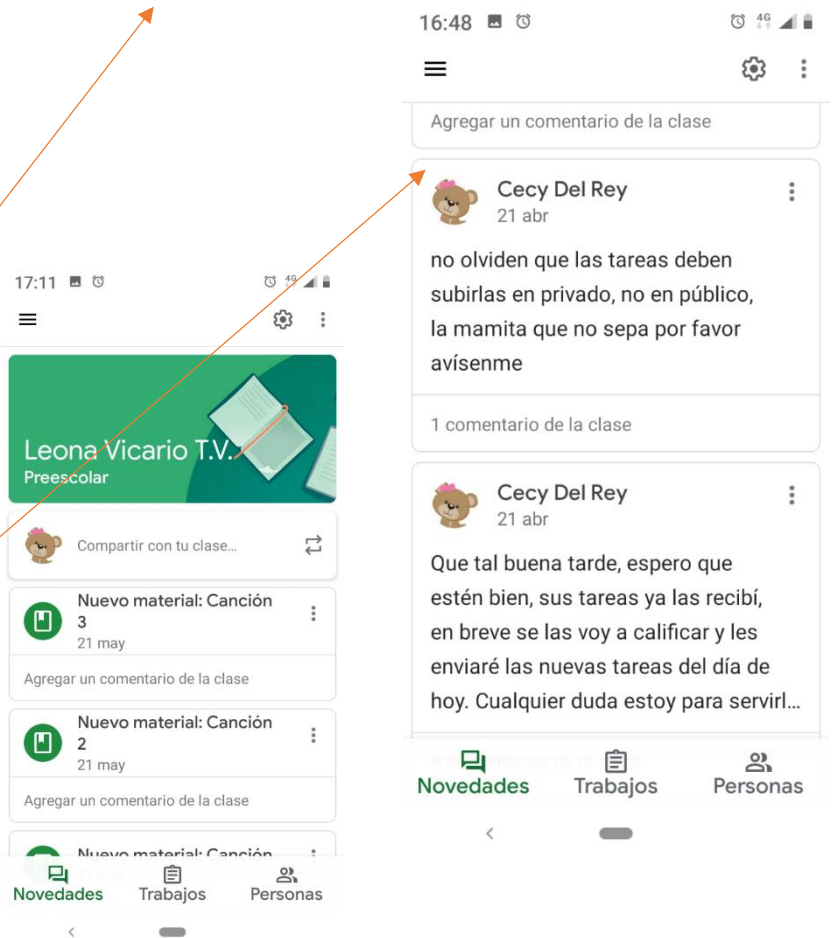 17:11
4G
Leona Vicario T.V.
Preescolar
Compartir con tu clase...
Nuevo material: Canción
3
21 may
Agregar un comentario de la clase
Nuevo material: Canción
2
21 may
Agregar un comentario de la clase
Nuevo material: Canción
Novedades
Trabajos
Personas
16:48
4G
Agregar un comentario de la clase
Cecy Del Rey
21 abr
no olviden que las tareas deben
subirlas en privado, no en público,
la mamita que no sepa por favor
avísenme
1 comentario de la clase
Cecy Del Rey
21 abr
Que tal buena tarde, espero que
estén bien, sus tareas ya las recibí,
en breve se las voy a calificar y les
enviaré las nuevas tareas del día de
hoy. Cualquier duda estoy para servirl...
Novedades
Trabajos
Personas